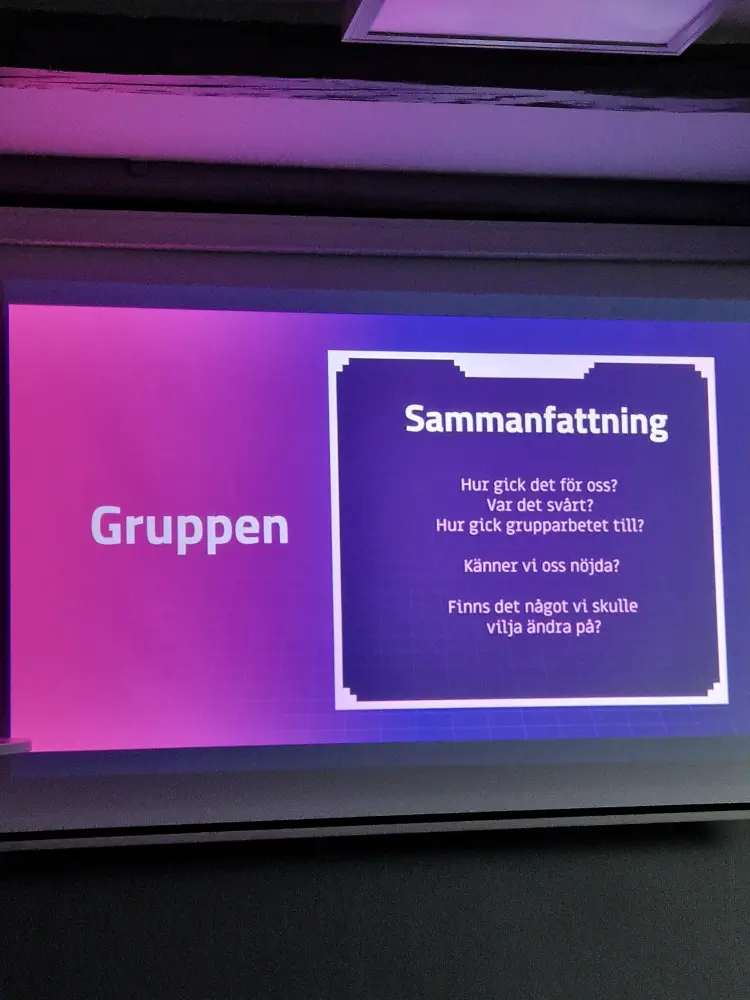 Gruppen
Sammanfattning
Hur gick det för oss?
Var det svårt?
Hur gick grupparbetet till?
Känner vi oss nöjda?
Finns det något vi skulle
vilja ändra på?